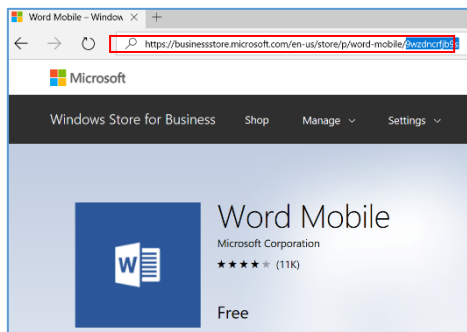 Word Mobile – Window
https://businessstore.microsoft.com/en-us/store/p/word-mobile/9wzdncrfjb9s
Microsoft
Windows Store for Business Shop Manage Settings
Word Mobile
Microsoft Corporation
(11K)
W
Free